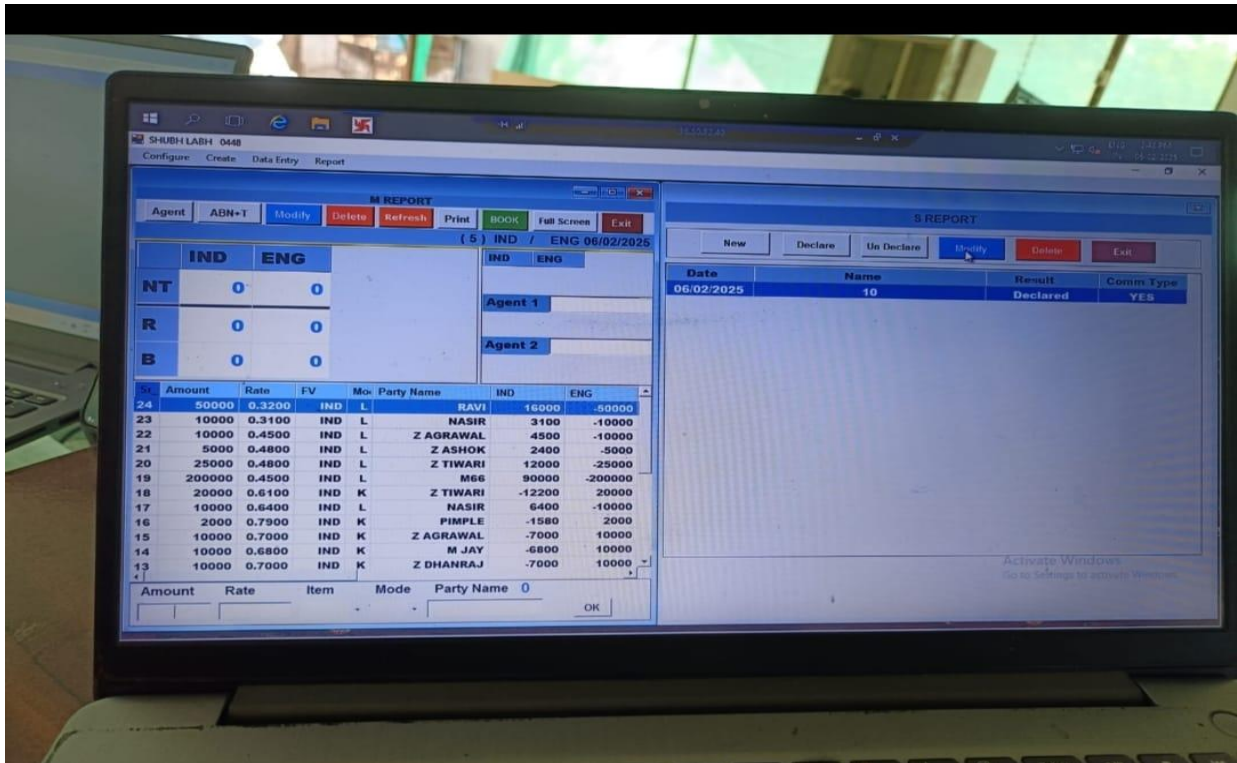 SHUBH LABH 0448
Configure Create Data Entry Report
M REPORT
Agent ABN+T Modify Delete Refresh Print BOOK Full Screen Exit
( 5 ) IND / ENG 06/02/2025
IND ENG
NT 0 0
R 0 0
B 0 0
IND ENG
Agent 1
Agent 2
Sr Amount Rate FV Mo Party Name IND ENG
24 50000 0.3200 IND L RAVI 16000 -50000
23 10000 0.3100 IND L NASIR 3100 -10000
22 10000 0.4500 IND L Z AGRAWAL 4500 -10000
21 5000 0.4800 IND L Z ASHOK 2400 -5000
20 25000 0.4800 IND L Z TIWARI 12000 -25000
19 200000 0.4500 IND L M66 90000 -200000
18 20000 0.6100 IND K Z TIWARI -12200 20000
17 10000 0.6400 IND L NASIR 6400 -10000
16 2000 0.7900 IND K PIMPLE -1580 2000
15 10000 0.7000 IND K Z AGRAWAL -7000 10000
14 10000 0.6800 IND K M JAY -6800 10000
13 10000 0.7000 IND K Z DHANRAJ -7000 10000
Amount Rate Item Mode Party Name 0
OK
S REPORT
New Declare Un Declare Modify Delete Exit
Date Name Result Comm Type
06/02/2025 10 Declared YES
Activate Windows
Go to Settings to activate Windows.